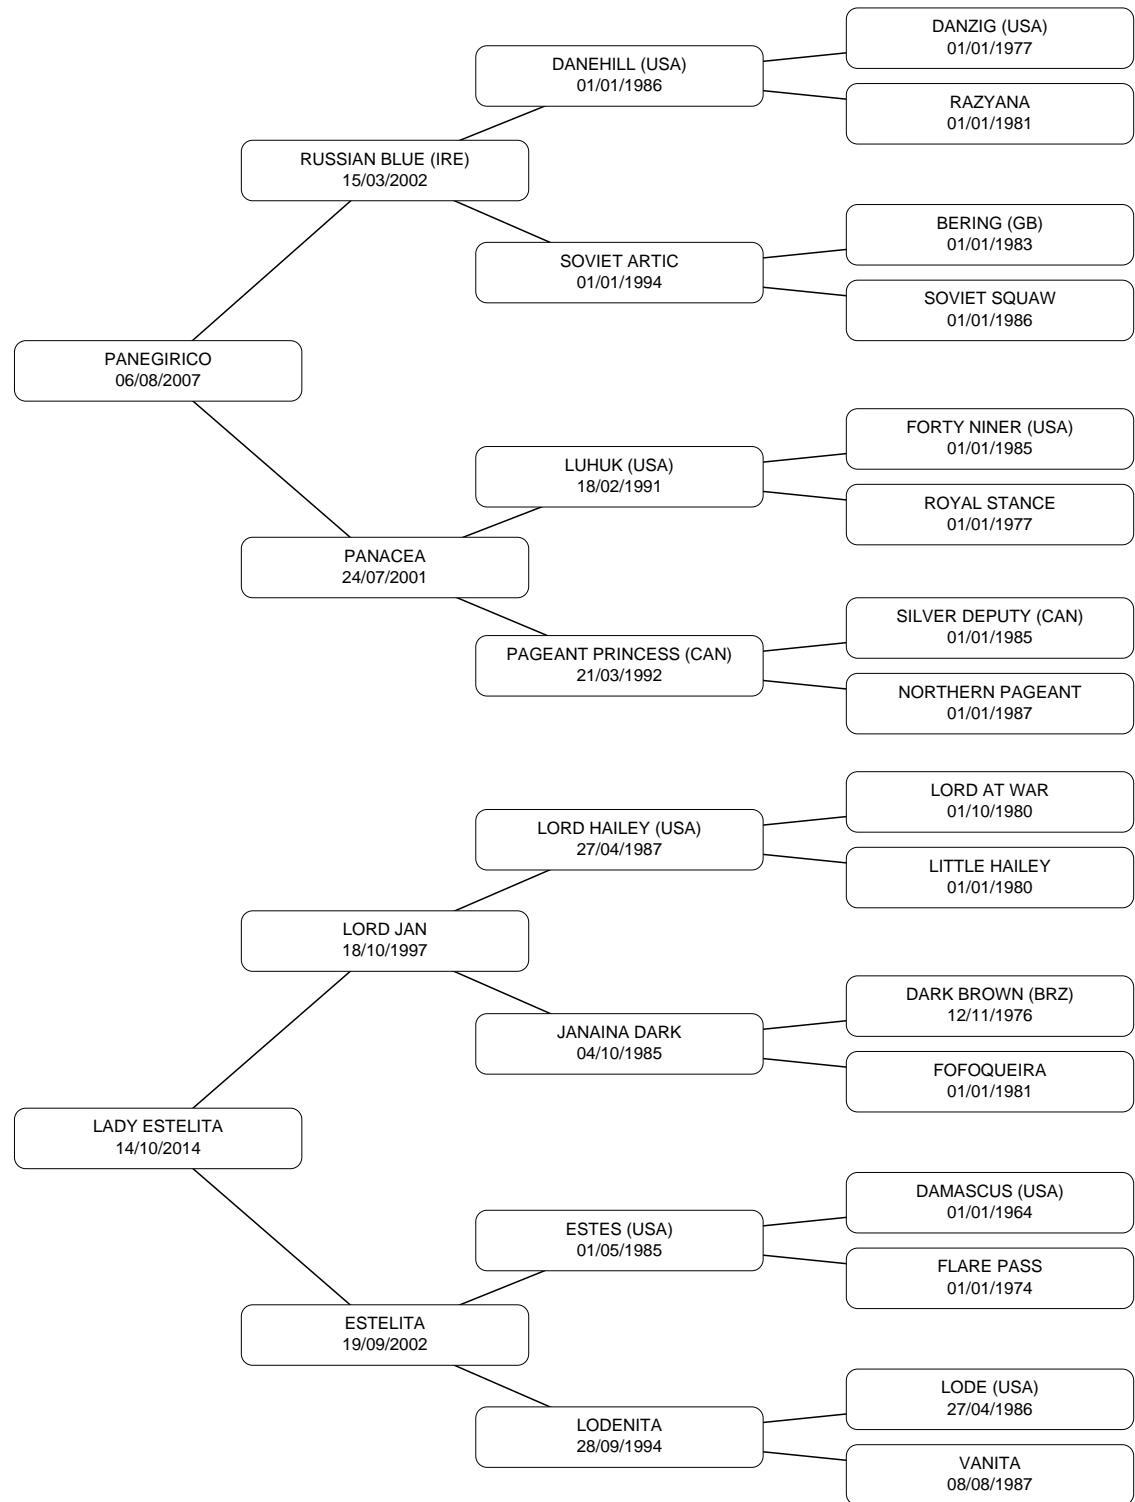 DANZIG (USA)
01/01/1977
DANEHILL (USA)
01/01/1986
RAZYANA
01/01/1981
RUSSIAN BLUE (IRE)
15/03/2002
BERING (GB)
01/01/1983
SOVIET ARTIC
01/01/1994
SOVIET SQUAW
01/01/1986
PANEGIRICO
06/08/2007
FORTY NINER (USA)
01/01/1985
LUHUK (USA)
18/02/1991
ROYAL STANCE
01/01/1977
PANACEA
24/07/2001
SILVER DEPUTY (CAN)
01/01/1985
PAGEANT PRINCESS (CAN)
21/03/1992
NORTHERN PAGEANT
01/01/1987
LORD AT WAR
01/10/1980
LORD HAILEY (USA)
27/04/1987
LITTLE HAILEY
01/01/1980
LORD JAN
18/10/1997
DARK BROWN (BRZ)
12/11/1976
JANAINA DARK
04/10/1985
FOFOQUEIRA
01/01/1981
LADY ESTELITA
14/10/2014
DAMASCUS (USA)
01/01/1964
ESTES (USA)
01/05/1985
FLARE PASS
01/01/1974
ESTELITA
19/09/2002
LODE (USA)
27/04/1986
LODENITA
28/09/1994
VANITA
08/08/1987